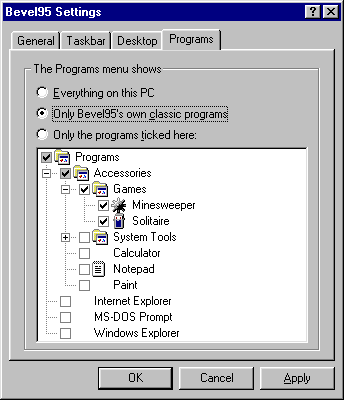 Bevel95 Settings
General Taskbar Desktop Programs
The Programs menu shows
Everything on this PC
Only Bevel95's own classic programs
Only the programs ticked here:
Programs
Accessories
Games
Minesweeper
Solitaire
System Tools
Calculator
Notepad
Paint
Internet Explorer
MS-DOS Prompt
Windows Explorer
OK Cancel Apply